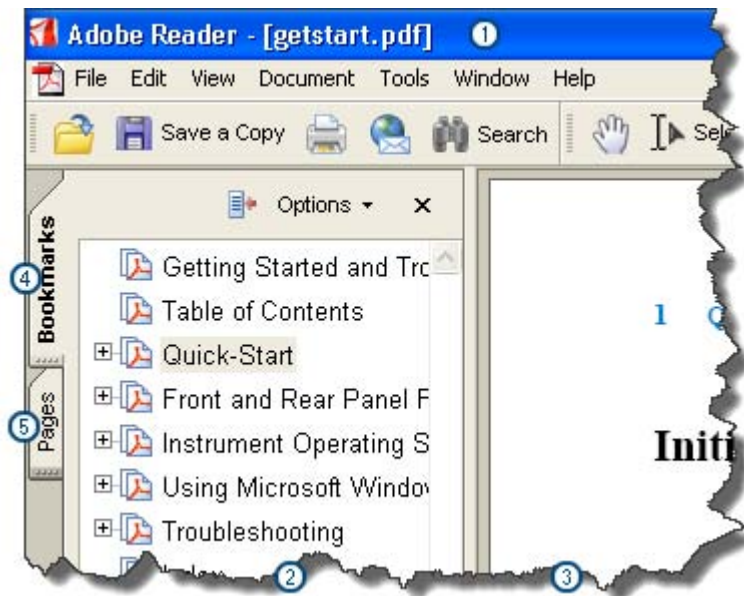 Adobe Reader - [getstart.pdf] 1
File Edit View Document Tools Window Help
Save a Copy Search Sele
Options
Bookmarks
4
Pages
5
Getting Started and Tro
Table of Contents
Quick-Start
Front and Rear Panel F
Instrument Operating S
Using Microsoft Windo
Troubleshooting
1 Q
Initi
2
3